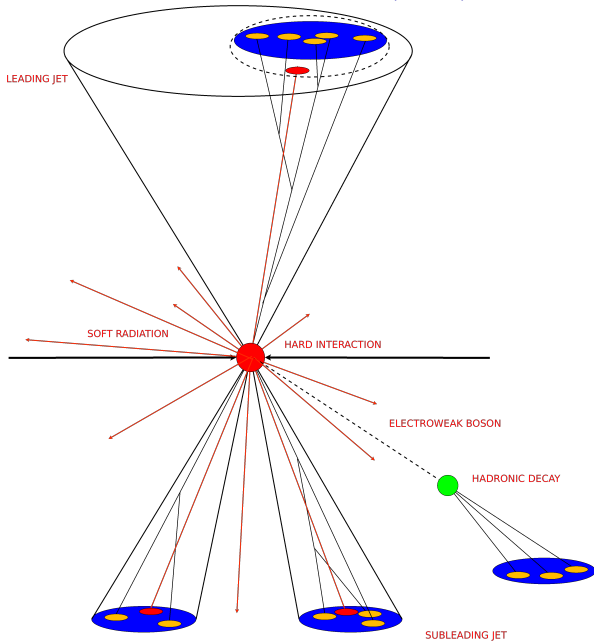 LEADING JET
SOFT RADIATION
HARD INTERACTION
ELECTROWEAK BOSON
HADRONIC DECAY
SUBLEADING JET